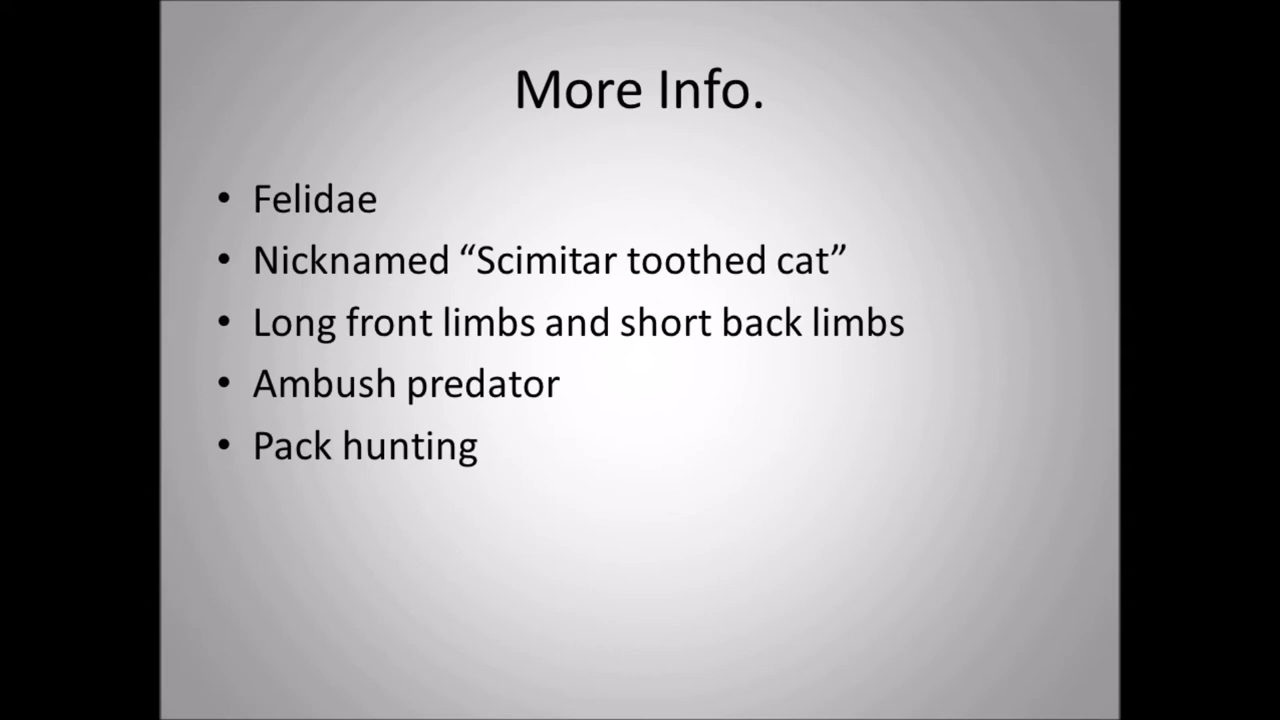 More Info.
• Felidae
• Nicknamed “Scimitar toothed cat”
• Long front limbs and short back limbs
• Ambush predator
• Pack hunting